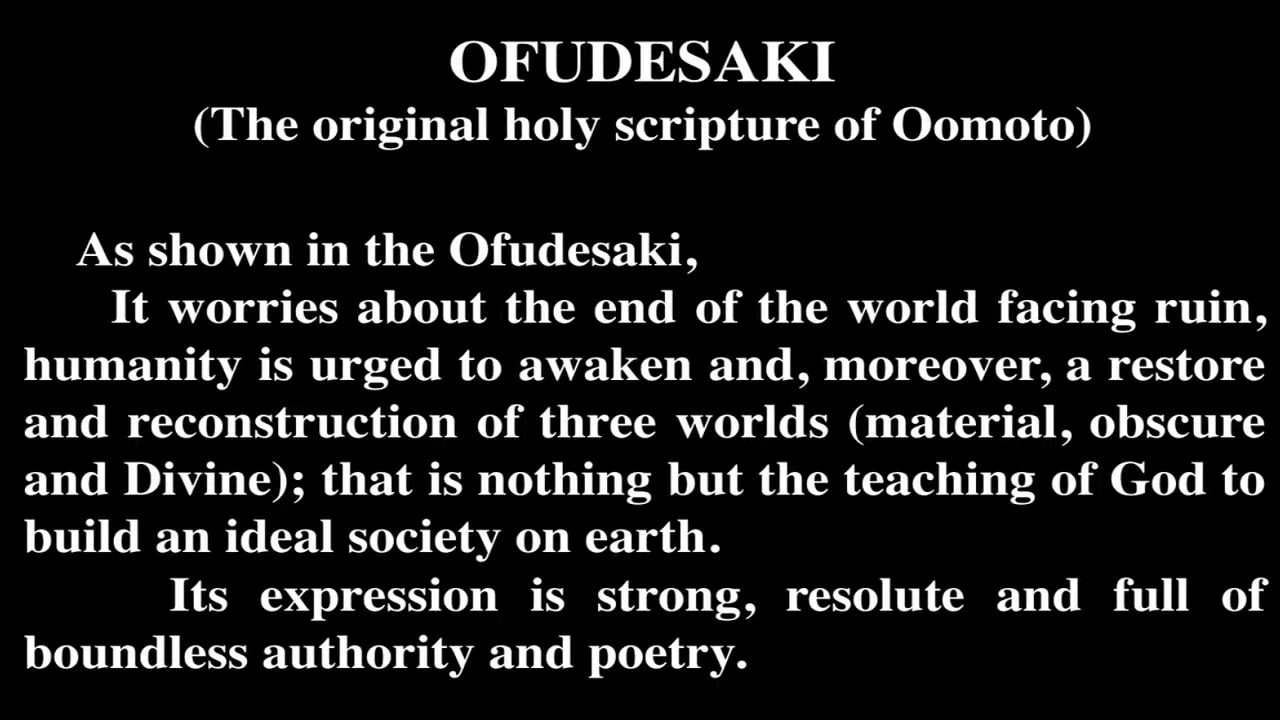 OFUDESAKI
(The original holy scripture of Oomoto)
As shown in the Ofudesaki,
It worries about the end of the world facing ruin,
humanity is urged to awaken and, moreover, a restore
and reconstruction of three worlds (material, obscure
and Divine); that is nothing but the teaching of God to
build an ideal society on earth.
Its expression is strong, resolute and full of
boundless authority and poetry.